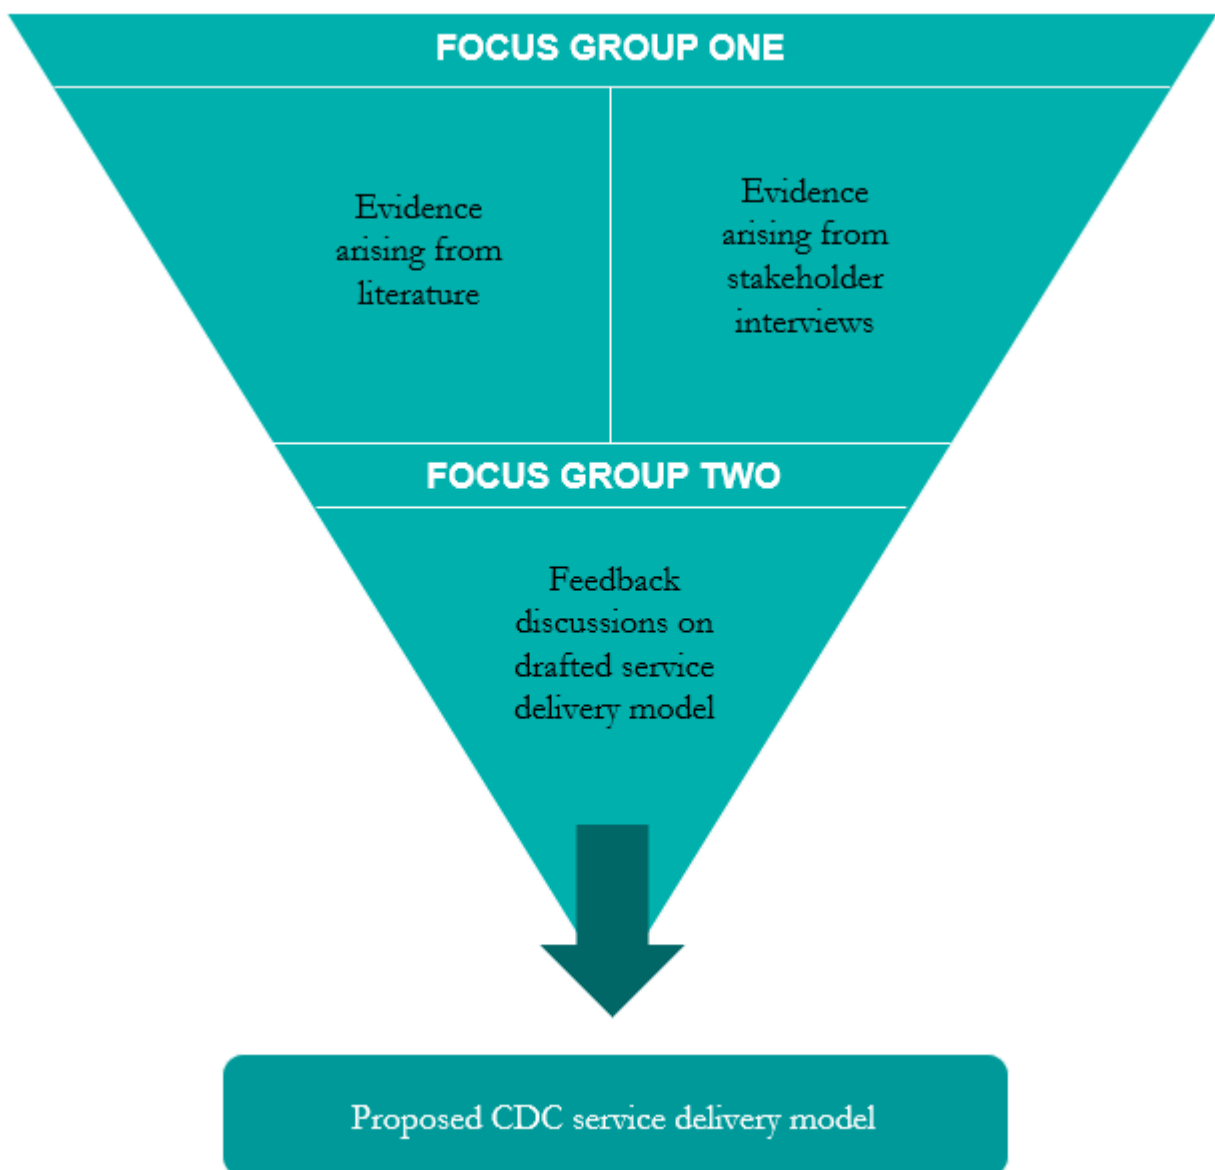 FOCUS GROUP ONE
Evidence
arising from
literature
Evidence
arising from
stakeholder
interviews
FOCUS GROUP TWO
Feedback
discussions on
drafted service
delivery model
Proposed CDC service delivery model